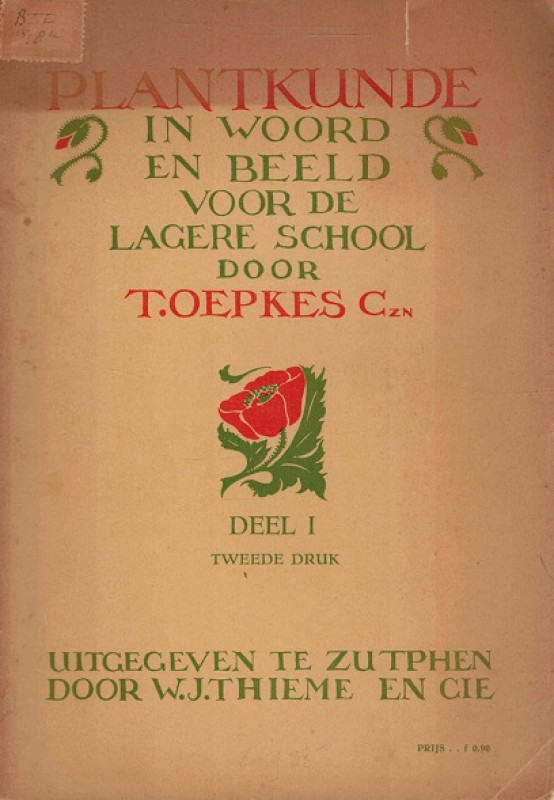 PLANTKUNDE
IN WOORD
EN BEELD
VOOR DE
LAGERE SCHOOL
DOOR
T. OEPKES CZN
DEEL I
TWEEDE DRUK
UITGEGEVEN TE ZUTPHEN
DOOR W.J. THIEME EN CIE
PRIJS . . f 0.90